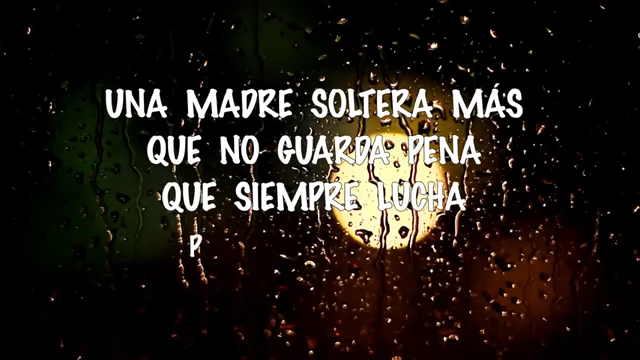 UNA MADRE SOLTERA MÁS
QUE NO GUARDA PENA
QUE SIEMPRE LUCHA
P